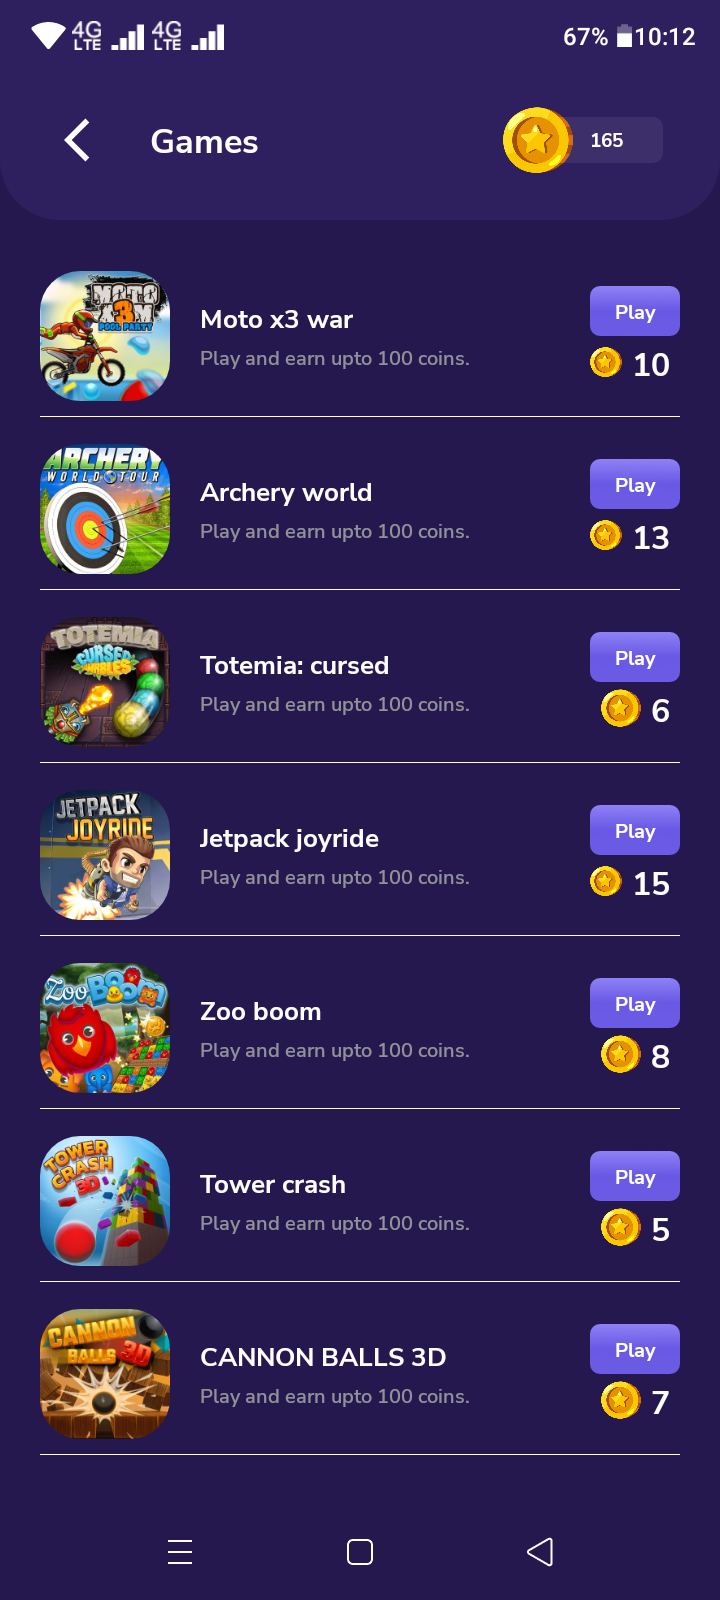 4G LTE 4G LTE 67% 10:12
Games 165
MOTO
X3M
POOL PARTY
Moto x3 war
Play
Play and earn upto 100 coins.
10
ARCHERY
WORLD TOUR
Archery world
Play
Play and earn upto 100 coins.
13
TOTEMIA
CURSED
MARBLES
Totemia: cursed
Play
Play and earn upto 100 coins.
6
JETPACK
JOYRIDE
Jetpack joyride
Play
Play and earn upto 100 coins.
15
Zoo BOOM
Zoo boom
Play
Play and earn upto 100 coins.
8
TOWER
CRASH
3D
Tower crash
Play
Play and earn upto 100 coins.
5
CANNON
BALLS 3D
CANNON BALLS 3D
Play
Play and earn upto 100 coins.
7